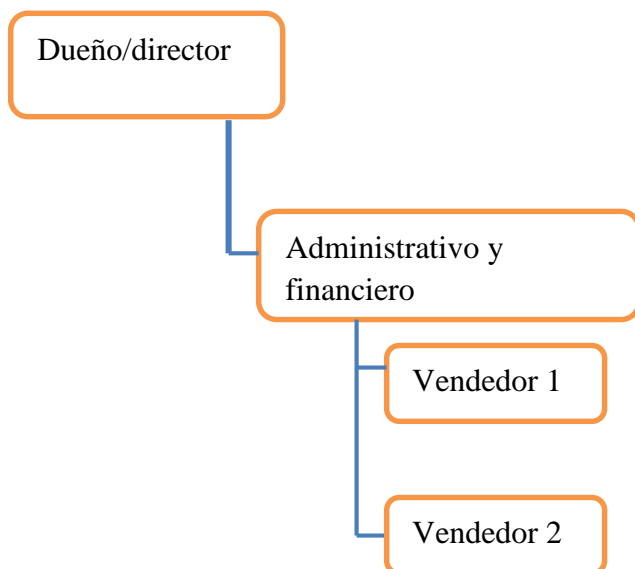 Dueño/director
Administrativo y
financiero
Vendedor 1
Vendedor 2